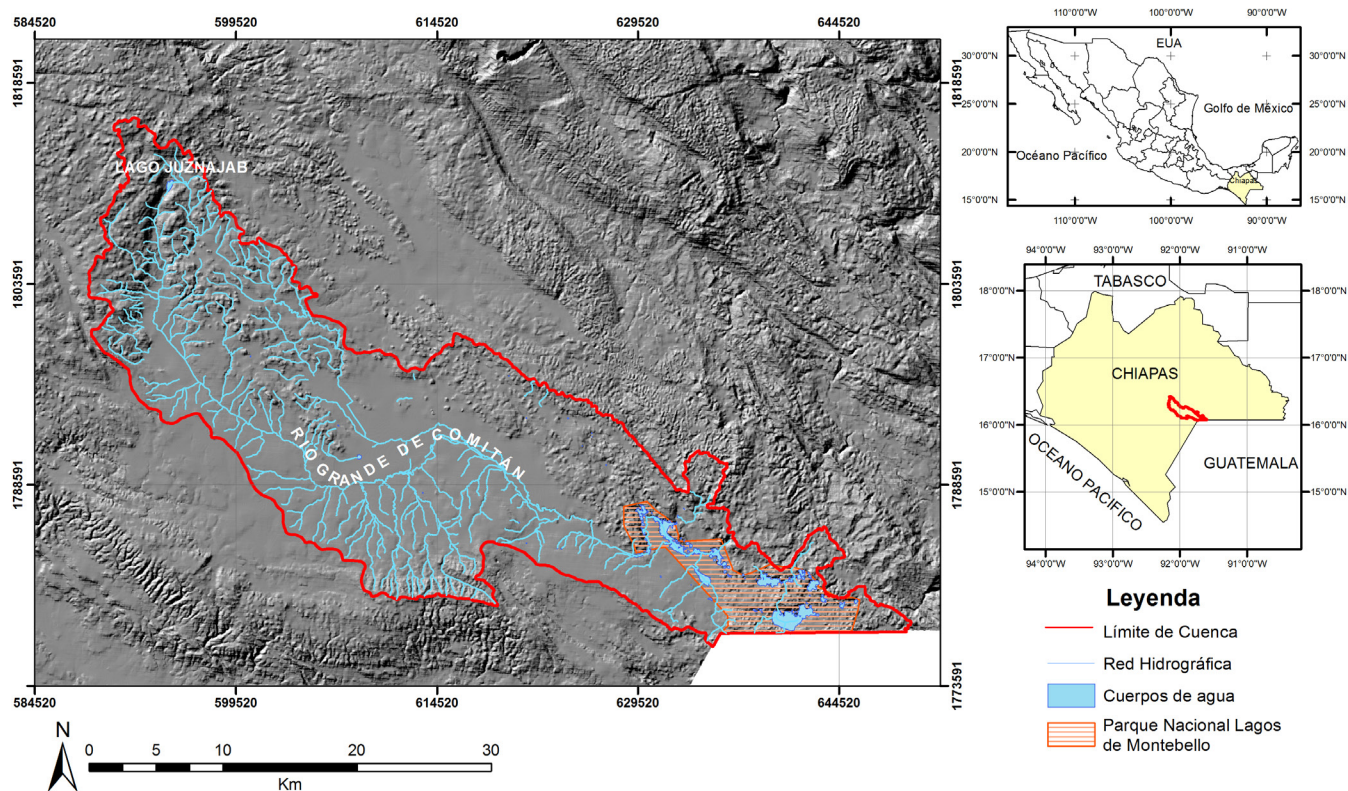 584520
599520
614520
629520
644520
1818591
1803591
1788591
1773591
1818591
1803591
1788591
1773591
LAGO JUZNAJAB
RIO GRANDE DE COMITÁN
584520
599520
614520
629520
644520
N
0
5
10
20
30
Km
110°0'0"W
100°0'0"W
90°0'0"W
EUA
30°0'0"N
30°0'0"N
25°0'0"N
25°0'0"N
Golfo de México
20°0'0"N
20°0'0"N
Océano Pacífico
Chiapas
15°0'0"N
15°0'0"N
110°0'0"W
100°0'0"W
90°0'0"W
94°0'0"W
93°0'0"W
92°0'0"W
91°0'0"W
TABASCO
18°0'0"N
18°0'0"N
17°0'0"N
17°0'0"N
CHIAPAS
16°0'0"N
16°0'0"N
GUATEMALA
OCEANO PACIFICO
15°0'0"N
15°0'0"N
94°0'0"W
93°0'0"W
92°0'0"W
91°0'0"W
Leyenda
Límite de Cuenca
Red Hidrográfica
Cuerpos de agua
Parque Nacional Lagos
de Montebello